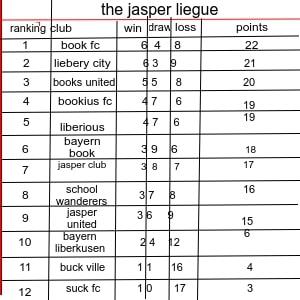 the jasper liegue
ranking club win draw loss points
1 book fc 6 4 8 22
2 liebery city 6 3 9 21
3 books united 5 5 8 20
4 bookius fc 4 7 6 19
5 liberious 4 7 6 19
6 bayern book 3 9 6 18
7 jasper club 3 8 7 17
8 school wanderers 3 7 8 16
9 jasper united 3 6 9 15
10 bayern liberkusen 2 4 12 6
11 buck ville 1 1 16 4
12 suck fc 1 0 17 3